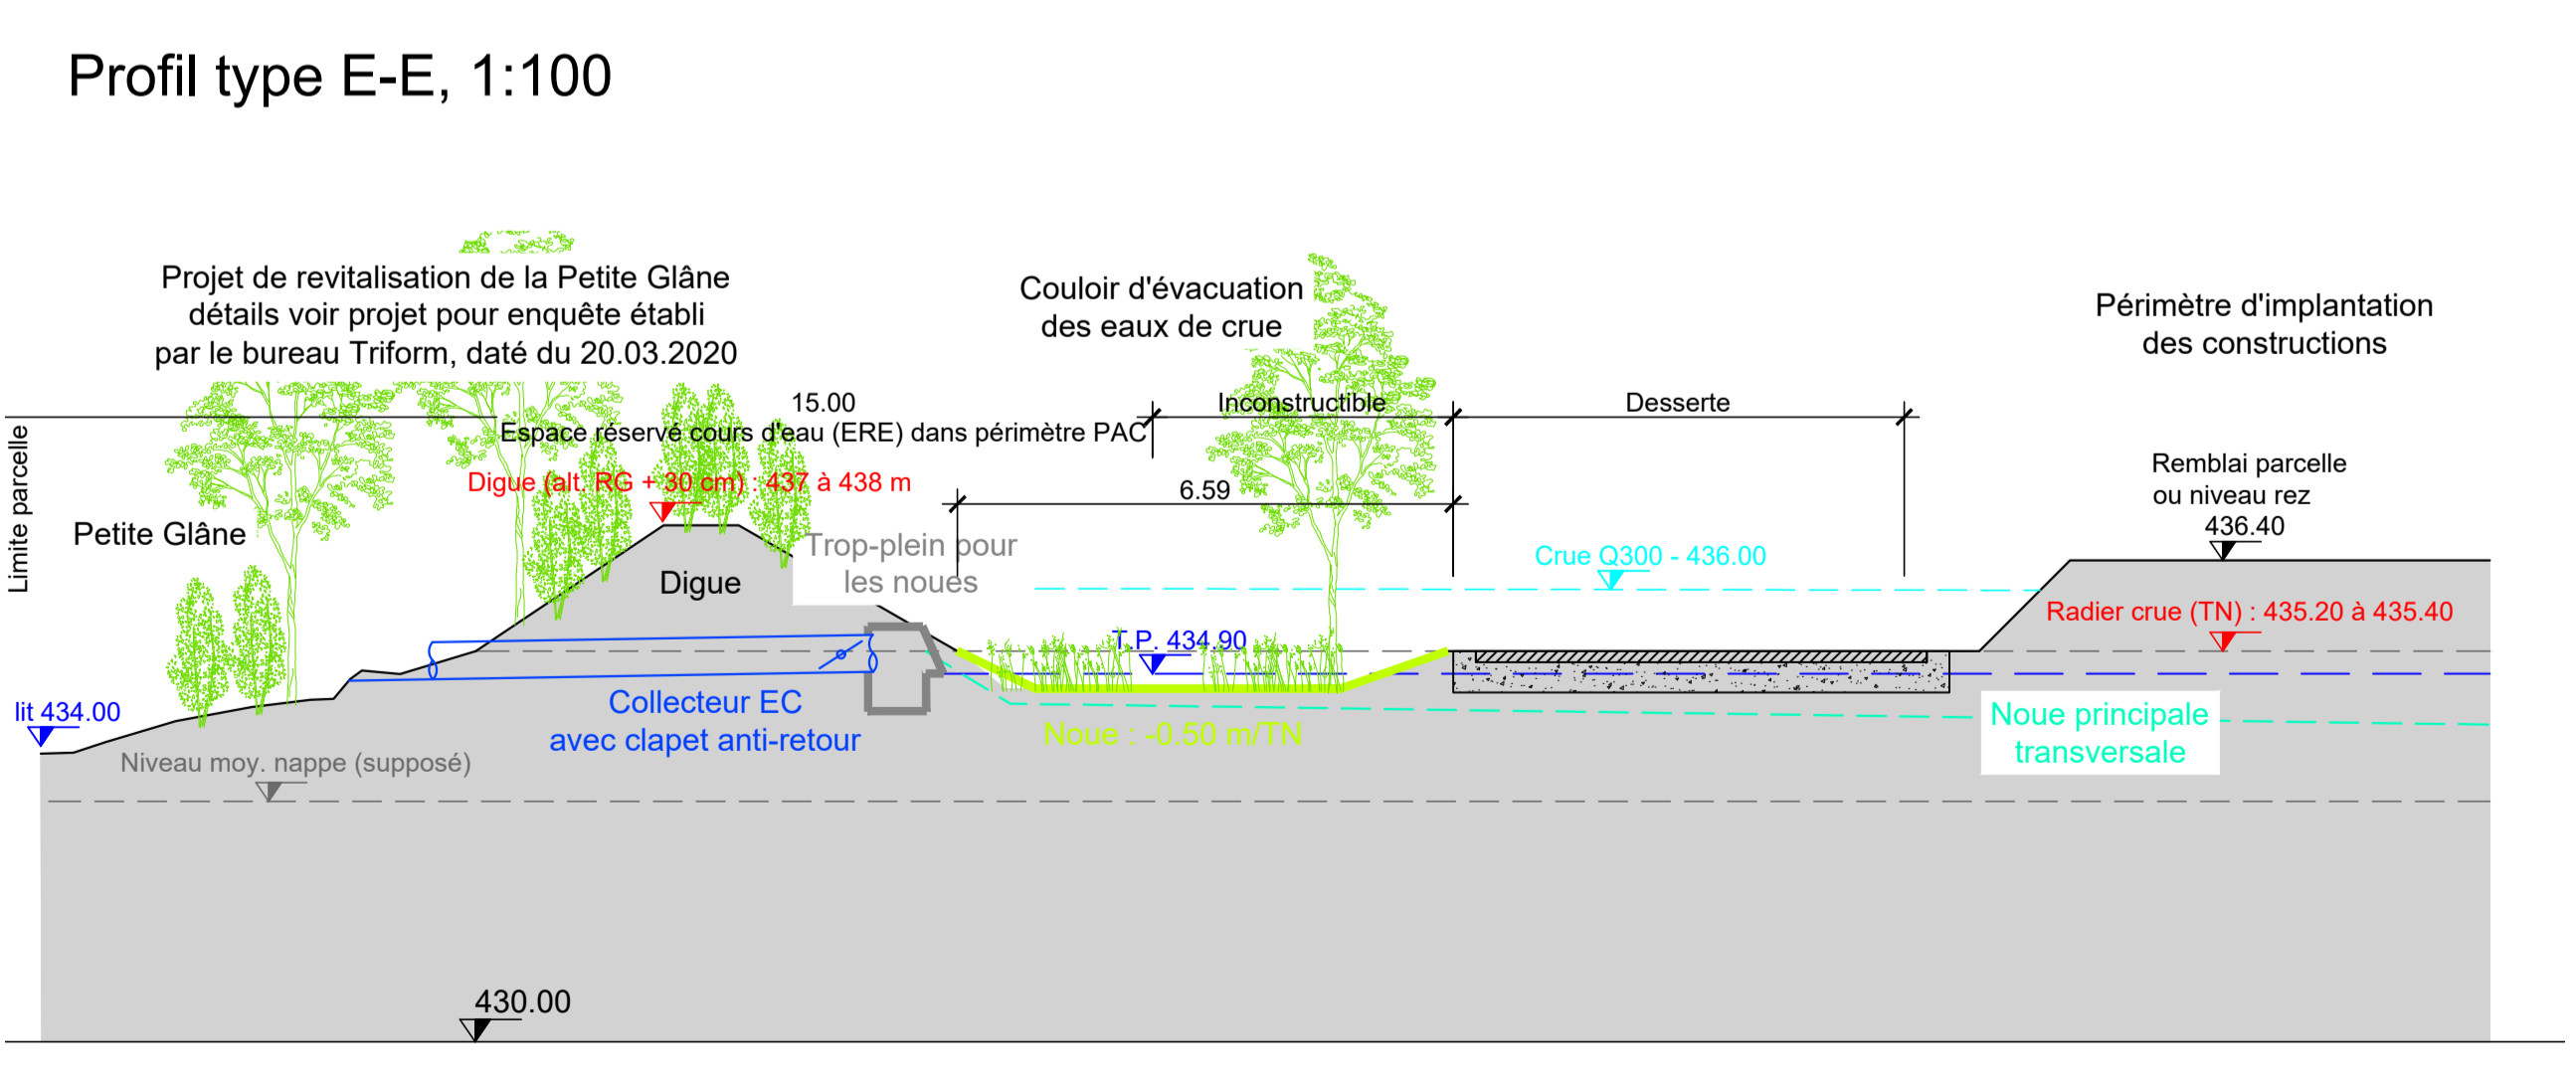 Profil type E-E, 1:100
Projet de revitalisation de la Petite Glâne
détails voir projet pour enquête établi
par le bureau Triform, daté du 20.03.2020
Couloir d'évacuation
des eaux de crue
Périmètre d'implantation
des constructions
15.00
Espace réservé cours d'eau (ERE) dans périmètre PAC
Inconstructible
Desserte
Limite parcelle
Digue (alt. RG + 30 cm) : 437 à 438 m
6.59
Remblai parcelle
ou niveau rez
436.40
Petite Glâne
Digue
Trop-plein pour
les noues
Crue Q300 - 436.00
Radier crue (TN) : 435.20 à 435.40
T.P. 434.90
lit 434.00
Collecteur EC
avec clapet anti-retour
Noue : -0.50 m/TN
Noue principale
transversale
Niveau moy. nappe (supposé)
430.00